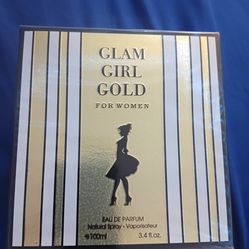 GLAM
GIRL
GOLD
FOR WOMEN
EAU DE PARFUM
Natural Spray • Vaporisateur
e 100ml 3.4 fl.oz.